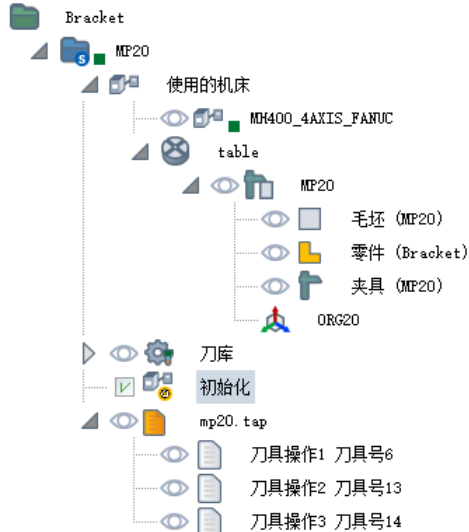 Bracket
MP20
使用的机床
MH400_4AXIS_FANUC
table
MP20
毛坯 (MP20)
零件 (Bracket)
夹具 (MP20)
ORG20
刀库
初始化
mp20.tap
刀具操作1 刀具号6
刀具操作2 刀具号13
刀具操作3 刀具号14